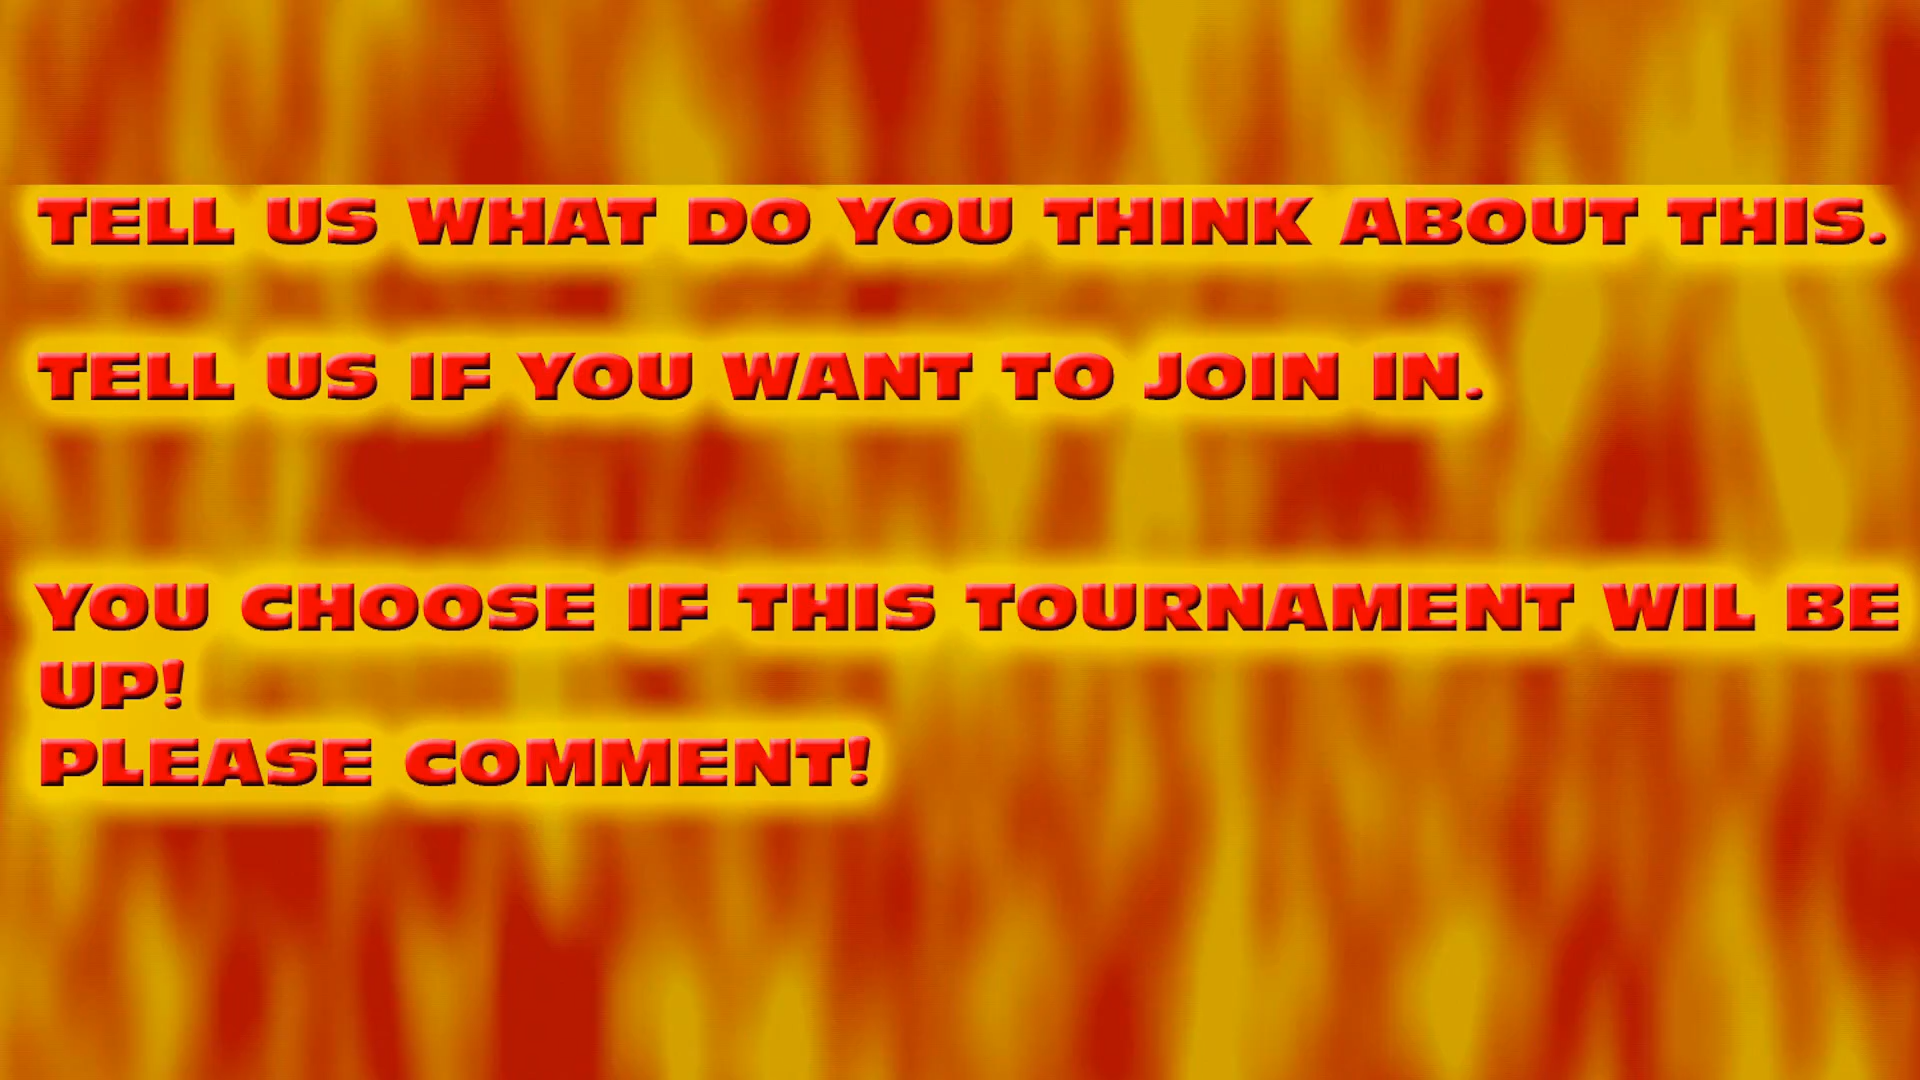 TELL US WHAT DO YOU THINK ABOUT THIS.
TELL US IF YOU WANT TO JOIN IN.
YOU CHOOSE IF THIS TOURNAMENT WIL BE
UP!
PLEASE COMMENT!